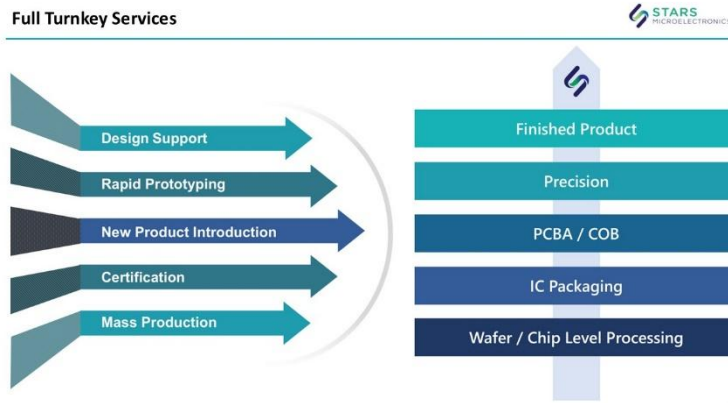 Full Turnkey Services
STARS
MICROELECTRONICS
Design Support
Rapid Prototyping
New Product Introduction
Certification
Mass Production
Finished Product
Precision
PCBA / COB
IC Packaging
Wafer / Chip Level Processing